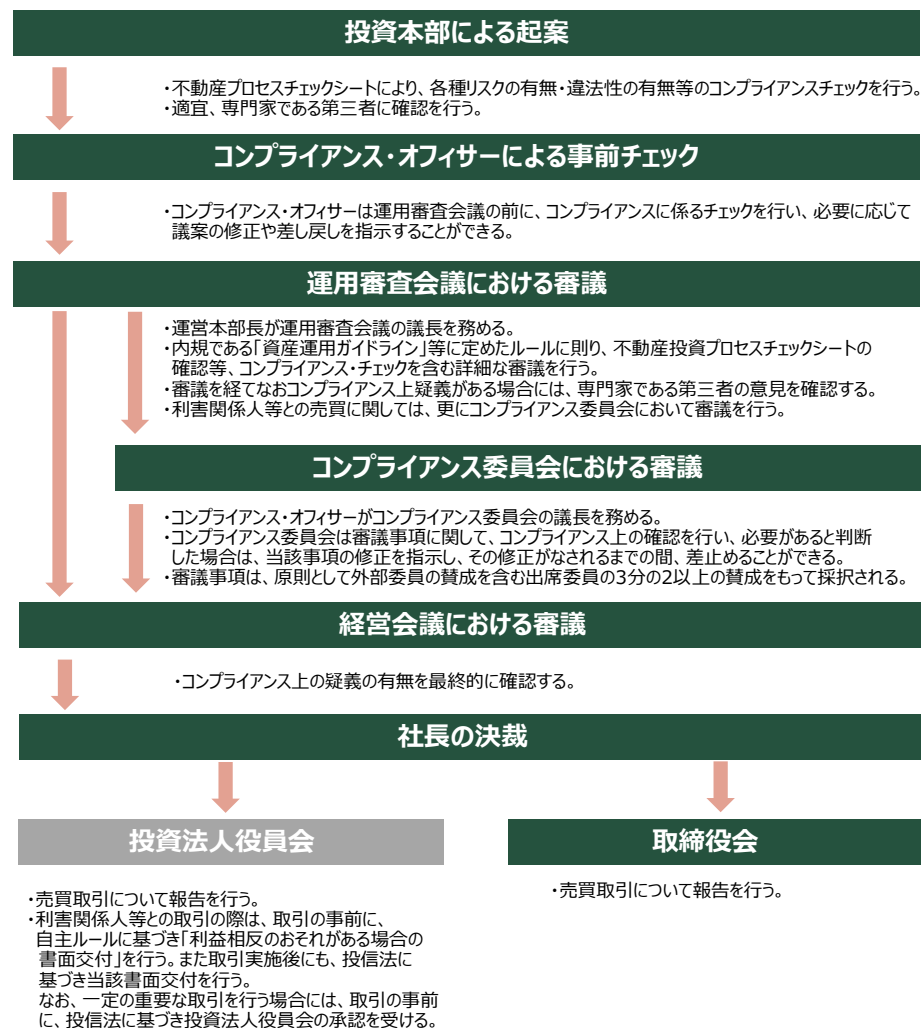 投資本部による起案
・不動産プロセスチェックシートにより、各種リスクの有無・違法性の有無等のコンプライアンスチェックを行う。
・適宜、専門家である第三者に確認を行う。
コンプライアンス・オフィサーによる事前チェック
・コンプライアンス・オフィサーは運用審査会議の前に、コンプライアンスに係るチェックを行い、必要に応じて
議案の修正や差し戻しを指示することができる。
運用審査会議における審議
・運営本部長が運用審査会議の議長を務める。
・内規である「資産運用ガイドライン」等に定めたルールに則り、不動産投資プロセスチェックシートの
確認等、コンプライアンス・チェックを含む詳細な審議を行う。
・審議を経てなおコンプライアンス上疑義がある場合には、専門家である第三者の意見を確認する。
・利害関係人等との売買に関しては、更にコンプライアンス委員会において審議を行う。
コンプライアンス委員会における審議
・コンプライアンス・オフィサーがコンプライアンス委員会の議長を務める。
・コンプライアンス委員会は審議事項に関して、コンプライアンス上の確認を行い、必要があると判断
した場合は、当該事項の修正を指示し、その修正がなされるまでの間、差止めることができる。
・審議事項は、原則として外部委員の賛成を含む出席委員の3分の2以上の賛成をもって採択される。
経営会議における審議
・コンプライアンス上の疑義の有無を最終的に確認する。
社長の決裁
投資法人役員会
・売買取引について報告を行う。
・利害関係人等との取引の際は、取引の事前に、
自主ルールに基づき「利益相反のおそれがある場合の
書面交付」を行う。また取引実施後にも、投信法に
基づき当該書面交付を行う。
なお、一定の重要な取引を行う場合には、取引の事前
に、投信法に基づき投資法人役員会の承認を受ける。
取締役会
・売買取引について報告を行う。